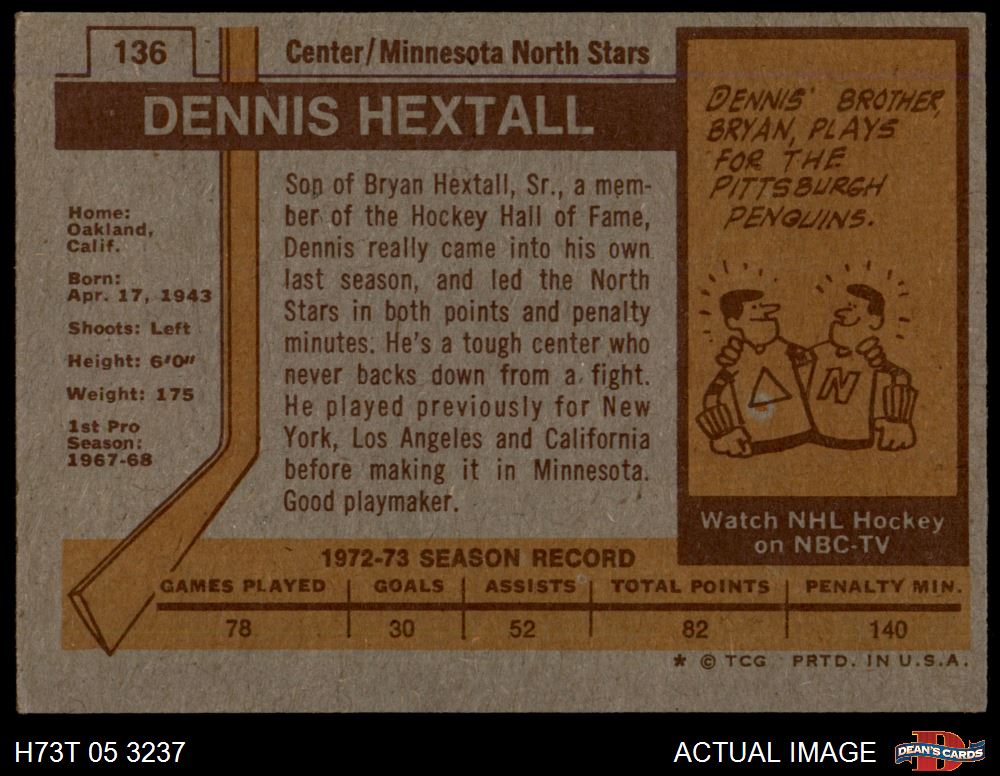 136
Center/Minnesota North Stars
DENNIS HEXTALL
Home:
Oakland,
Calif.
Born:
Apr. 17, 1943
Shoots: Left
Height: 6'0"
Weight: 175
1st Pro
Season:
1967-68
Son of Bryan Hextall, Sr., a mem-
ber of the Hockey Hall of Fame,
Dennis really came into his own
last season, and led the North
Stars in both points and penalty
minutes. He's a tough center who
never backs down from a fight.
He played previously for New
York, Los Angeles and California
before making it in Minnesota.
Good playmaker.
DENNIS' BROTHER,
BRYAN, PLAYS
FOR THE
PITTSBURGH
PENGUINS.
N
Watch NHL Hockey
on NBC-TV
1972-73 SEASON RECORD
GAMES PLAYED GOALS ASSISTS TOTAL POINTS PENALTY MIN.
78 30 52 82 140
* © TCG PRTD. IN U.S.A.
H73T 05 3237
ACTUAL IMAGE
D
DEAN'S CARDS